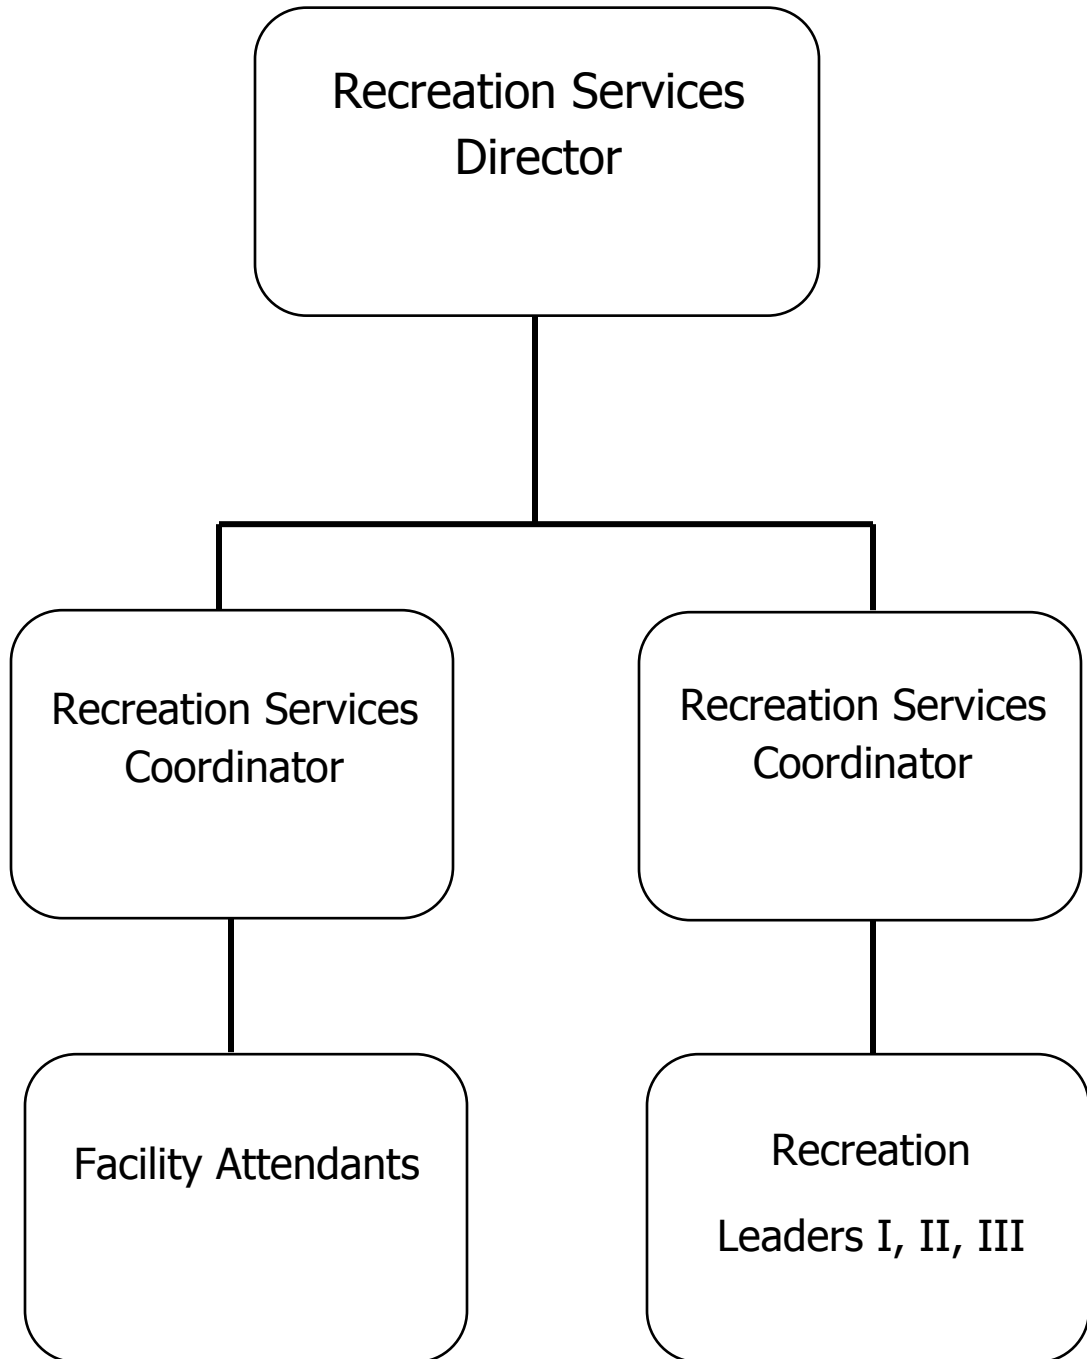 Recreation Services
Director
Recreation Services
Coordinator
Recreation Services
Coordinator
Facility Attendants
Recreation
Leaders I, II, III